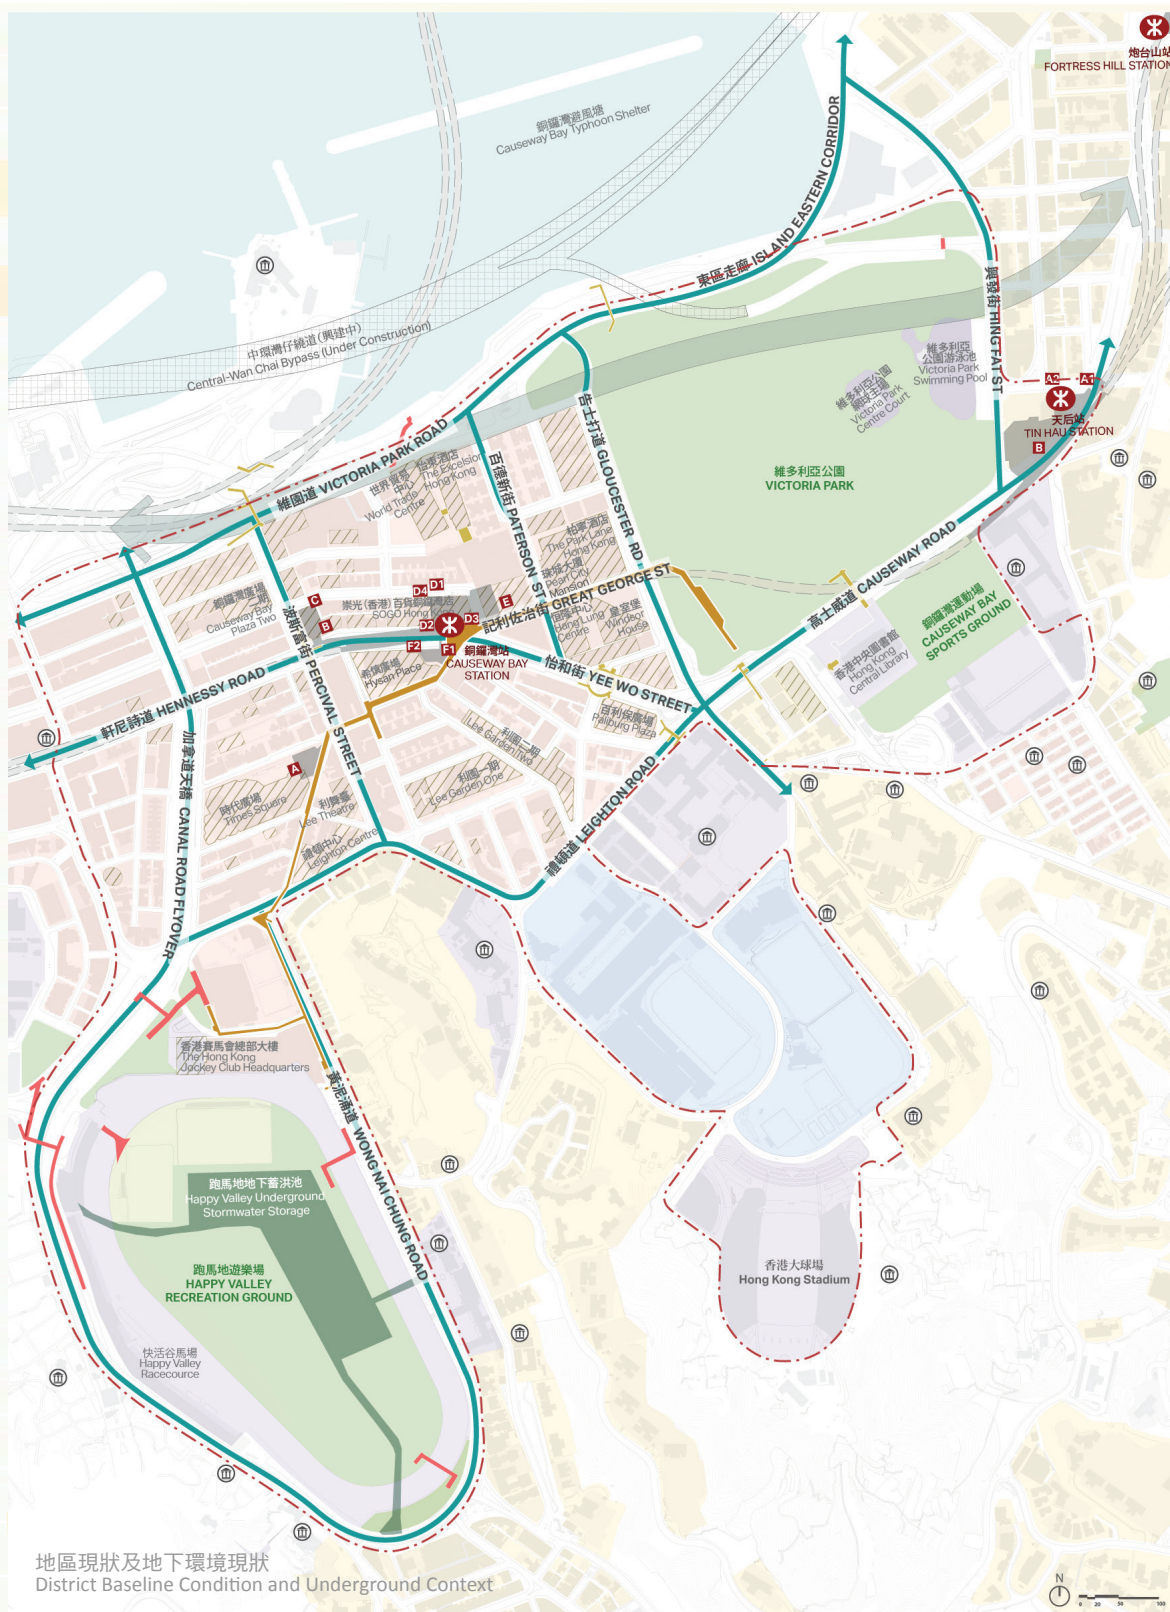 炮台山站
FORTRESS HILL STATION
銅鑼灣避風塘
Causeway Bay Typhoon Shelter
東區走廊 ISLAND EASTERN CORRIDOR
中環灣仔繞道(興建中)
Central-Wan Chai Bypass (Under Construction)
興發街 HING FAT ST
維多利亞
公園游泳池
Victoria Park
Swimming Pool
維多利亞公園
網球主場
Victoria Park
Centre Court
A2
A1
天后站
TIN HAU STATION
B
告士打道 GLOUCESTER RD
維園道 VICTORIA PARK ROAD
世界貿易
中心
World Trade
Centre
怡東酒店
The Excelsior
Hong Kong
百德新街 PATERSON ST
維多利亞公園
VICTORIA PARK
柏寧酒店
The Park Lane
Hong Kong
珠城大廈
Pearl City
Mansion
銅鑼灣廣場
二期
Causeway Bay
Plaza Two
C
B
D4
D1
崇光(香港)百貨銅鑼灣店
SOGO Hong Kong
D2
D3
E
記利佐治街 GREAT GEORGE ST
恒隆中心
Hang Lung
Centre
皇室堡
Windsor
House
高士威道 CAUSEWAY ROAD
銅鑼灣運動場
CAUSEWAY BAY
SPORTS GROUND
香港中央圖書館
Hong Kong
Central Library
F2
F1
銅鑼灣站
CAUSEWAY BAY
STATION
希慎廣場
Hysan Place
怡和街 YEE WO STREET
波斯富街 PERCIVAL STREET
軒尼詩道 HENNESSY ROAD
百利保廣場
Paliburg Plaza
利園二期
Lee Garden Two
利園一期
Lee Garden One
A
時代廣場
Times Square
利舞臺
Lee Theatre
禮頓中心
Leighton Centre
加拿道天橋 CANAL ROAD FLYOVER
禮頓道 LEIGHTON ROAD
香港賽馬會總部大樓
The Hong Kong
Jockey Club Headquarters
黃泥涌道 WONG NAI CHUNG ROAD
跑馬地地下蓄洪池
Happy Valley Underground
Stormwater Storage
跑馬地遊樂場
HAPPY VALLEY
RECREATION GROUND
香港大球場
Hong Kong Stadium
快活谷馬場
Happy Valley
Racecource
地區現狀及地下環境現狀
District Baseline Condition and Underground Context
N
0 20 50 100